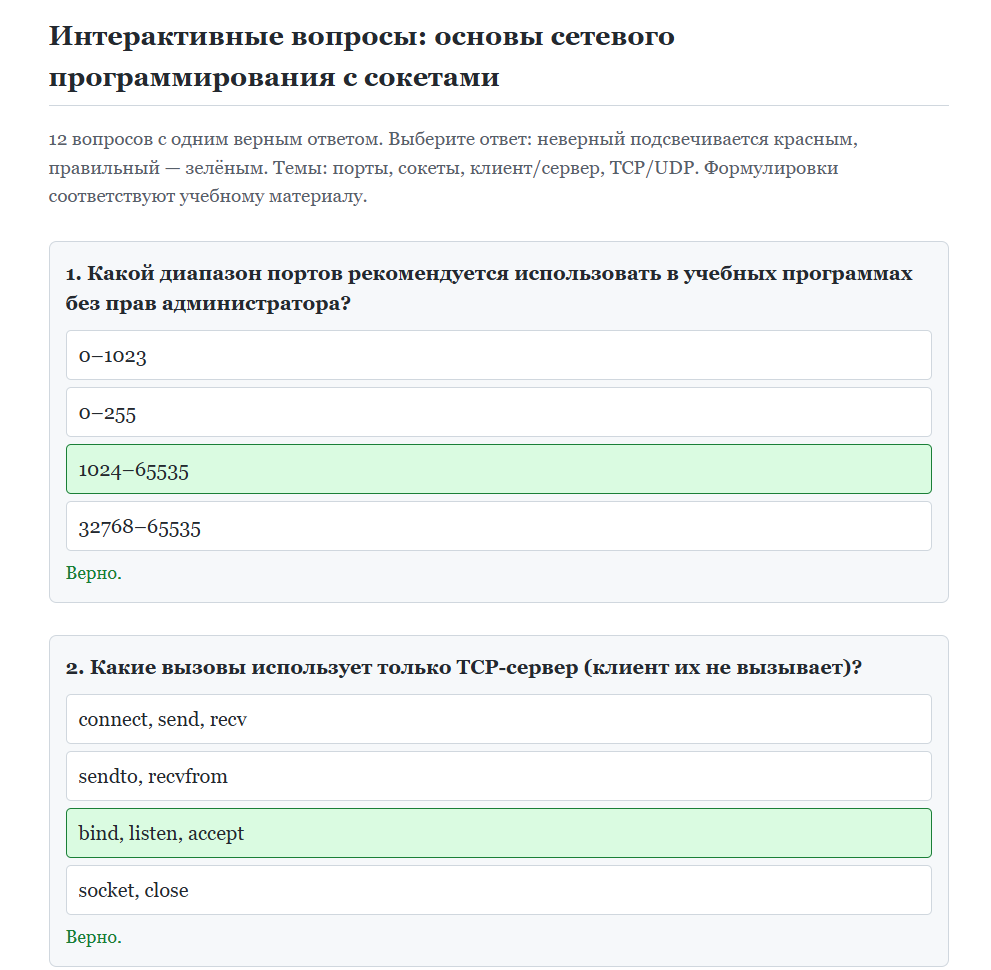 Интерактивные вопросы: основы сетевого
программирования с сокетами
12 вопросов с одним верным ответом. Выберите ответ: неверный подсвечивается красным,
правильный — зелёным. Темы: порты, сокеты, клиент/сервер, TCP/UDP. Формулировки
соответствуют учебному материалу.
1. Какой диапазон портов рекомендуется использовать в учебных программах
без прав администратора?
0–1023
0–255
1024–65535
32768–65535
Верно.
2. Какие вызовы использует только TCP-сервер (клиент их не вызывает)?
connect, send, recv
sendto, recvfrom
bind, listen, accept
socket, close
Верно.